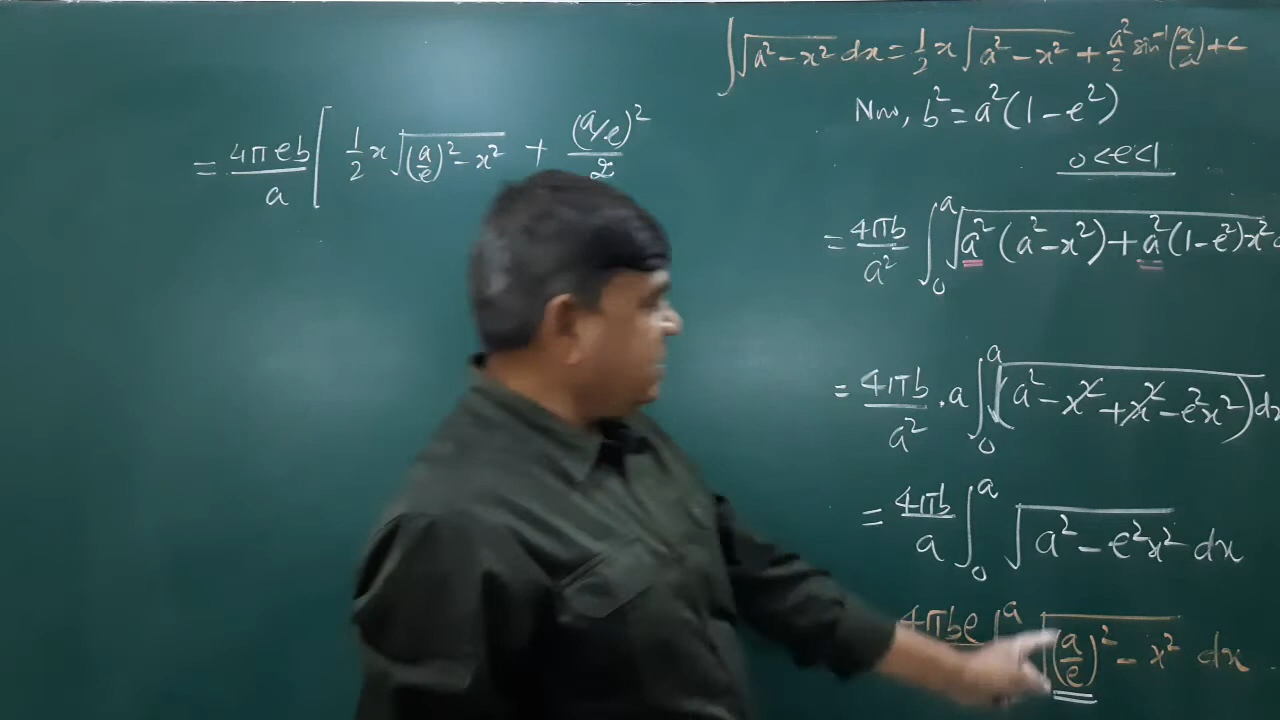 = 4πeb/a [ 1/2 x √((a/e)² - x²) + (a/e)²/2
∫√(a² - x²) dx = 1/2 x √(a² - x²) + a²/2 sin⁻¹(x/a) + c
Now, b² = a²(1 - e²)
0 < e < 1
= 4πb/a² ∫₀ᵃ √(a²(a² - x²) + a²(1 - e²)x²
= 4πb/a² . a ∫₀ᵃ √(a² - x² + x² - e²x²) dx
= 4πb/a ∫₀ᵃ √(a² - e²x²) dx
4πbe ∫ᵃ √((a/e)² - x²) dx